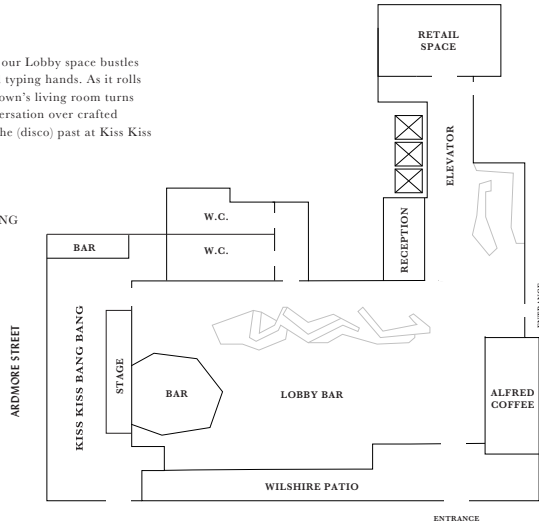 our Lobby space bustles
typing hands. As it rolls
own's living room turns
ersation over crafted
he (disco) past at Kiss Kiss
NG
RETAIL
SPACE
ELEVATOR
RECEPTION
W.C.
W.C.
BAR
ARDMORE STREET
KISS KISS BANG BANG
STAGE
BAR
LOBBY BAR
ALFRED
COFFEE
WILSHIRE PATIO
ENTRANCE